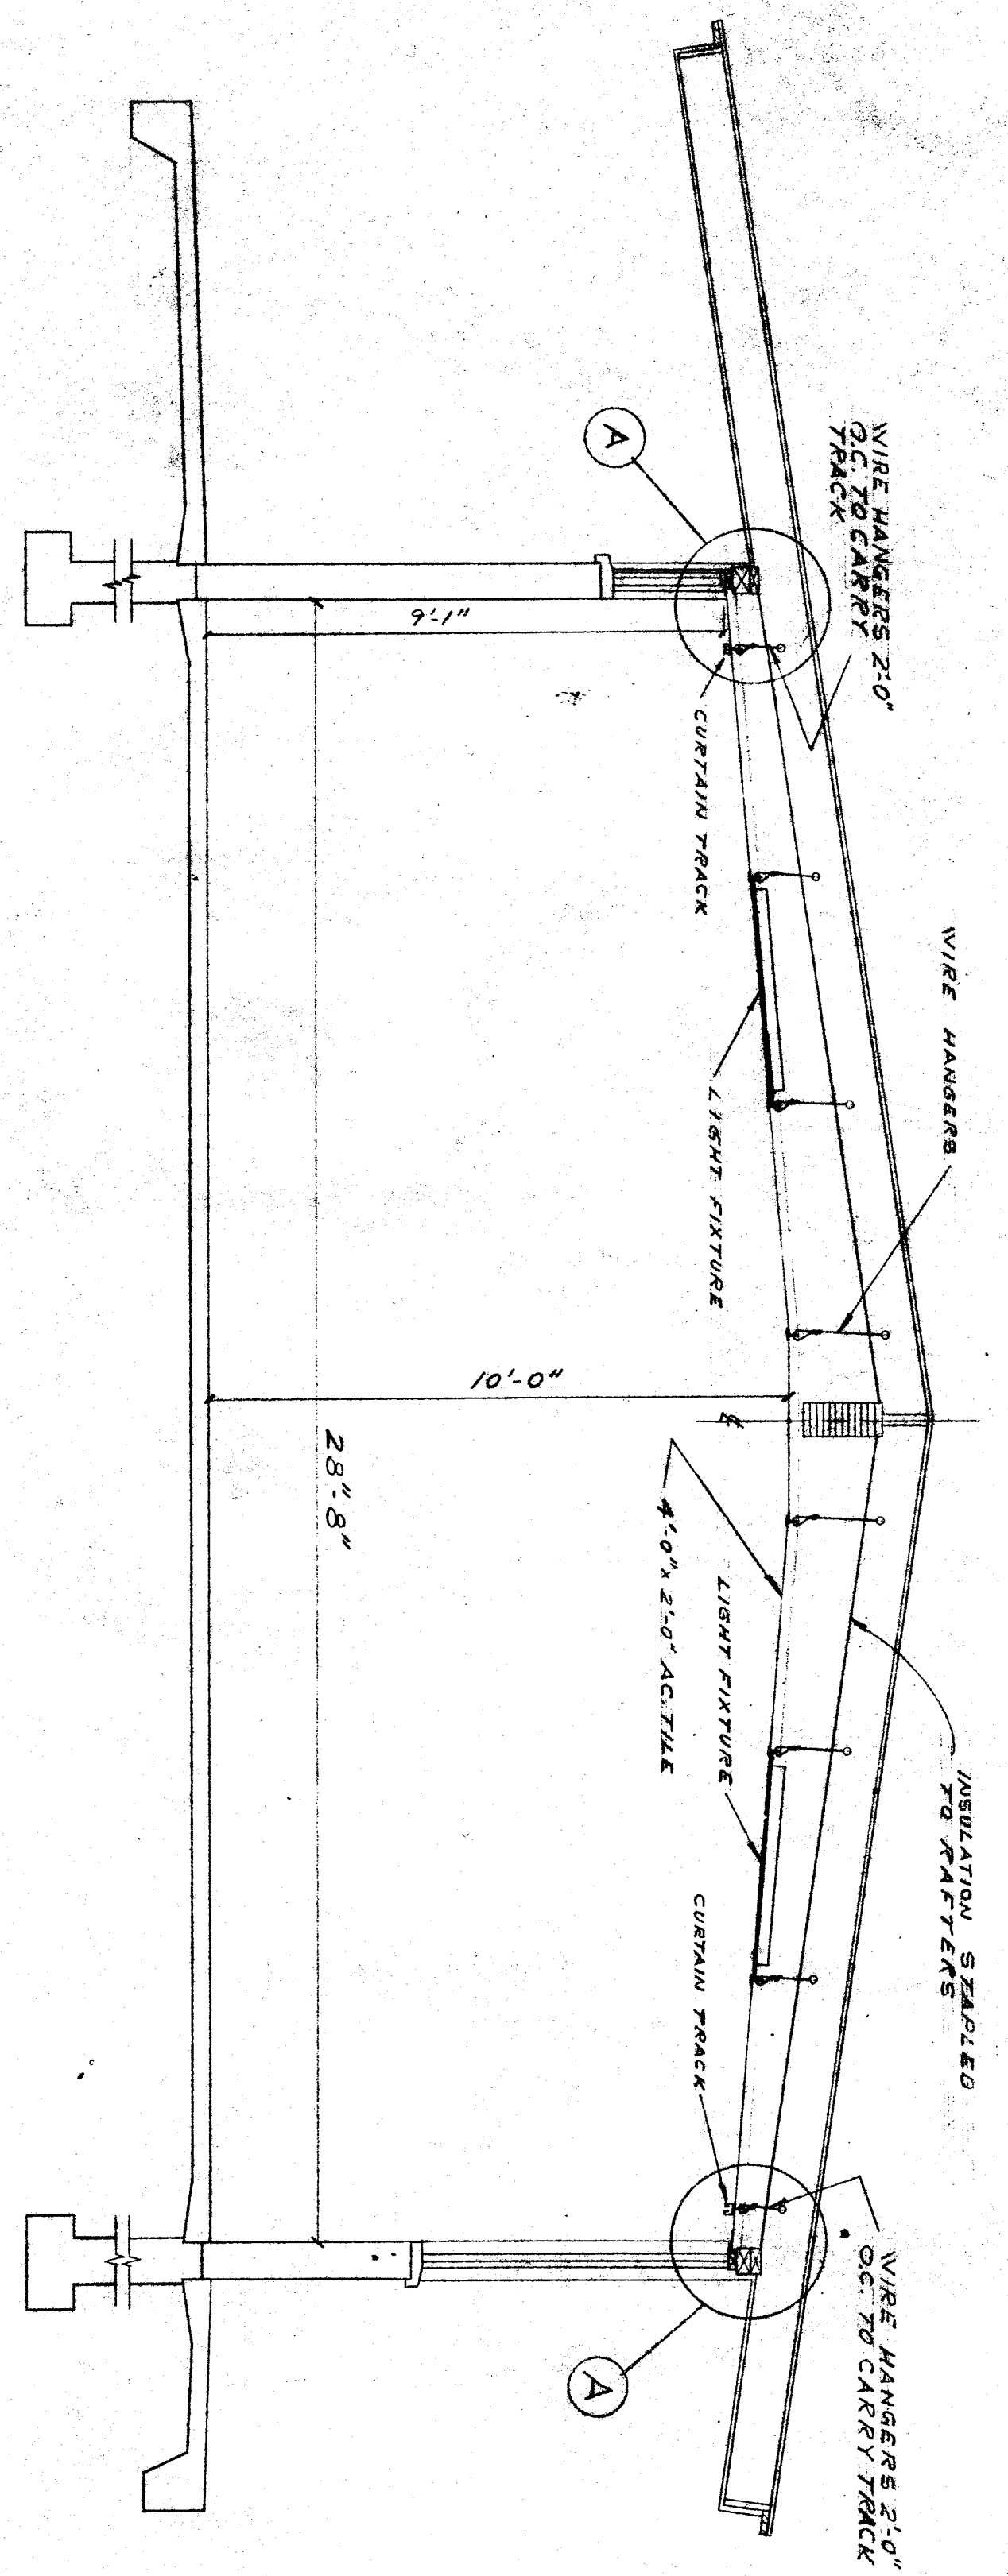 WIRE HANGERS 2'-0"
O.C. TO CARRY
TRACK
WIRE HANGERS
INSULATION STAPLED
TO RAFTERS
WIRE HANGERS 2'-0"
O.C. TO CARRY TRACK
A
CURTAIN TRACK
LIGHT FIXTURE
℄
4'-0" x 2'-0" AC. TILE
LIGHT FIXTURE
CURTAIN TRACK
A
9'-1"
10'-0"
28"-8"